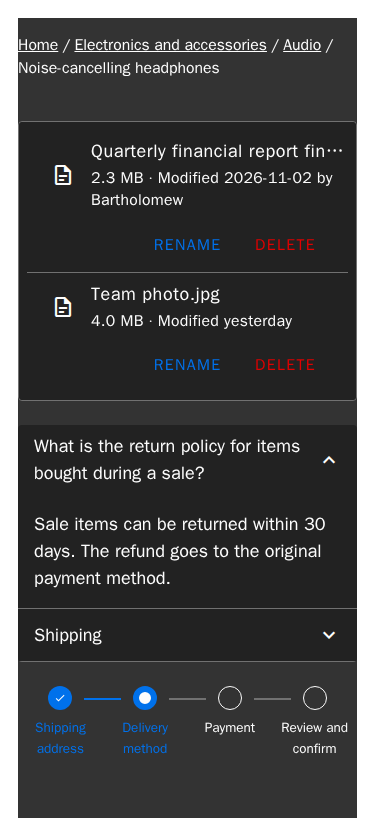 Home / Electronics and accessories / Audio /
Noise-cancelling headphones
Quarterly financial report fin…
2.3 MB · Modified 2026-11-02 by
Bartholomew
RENAME DELETE
Team photo.jpg
4.0 MB · Modified yesterday
RENAME DELETE
What is the return policy for items
bought during a sale?
Sale items can be returned within 30
days. The refund goes to the original
payment method.
Shipping
Shipping address
Delivery method
Payment
Review and confirm